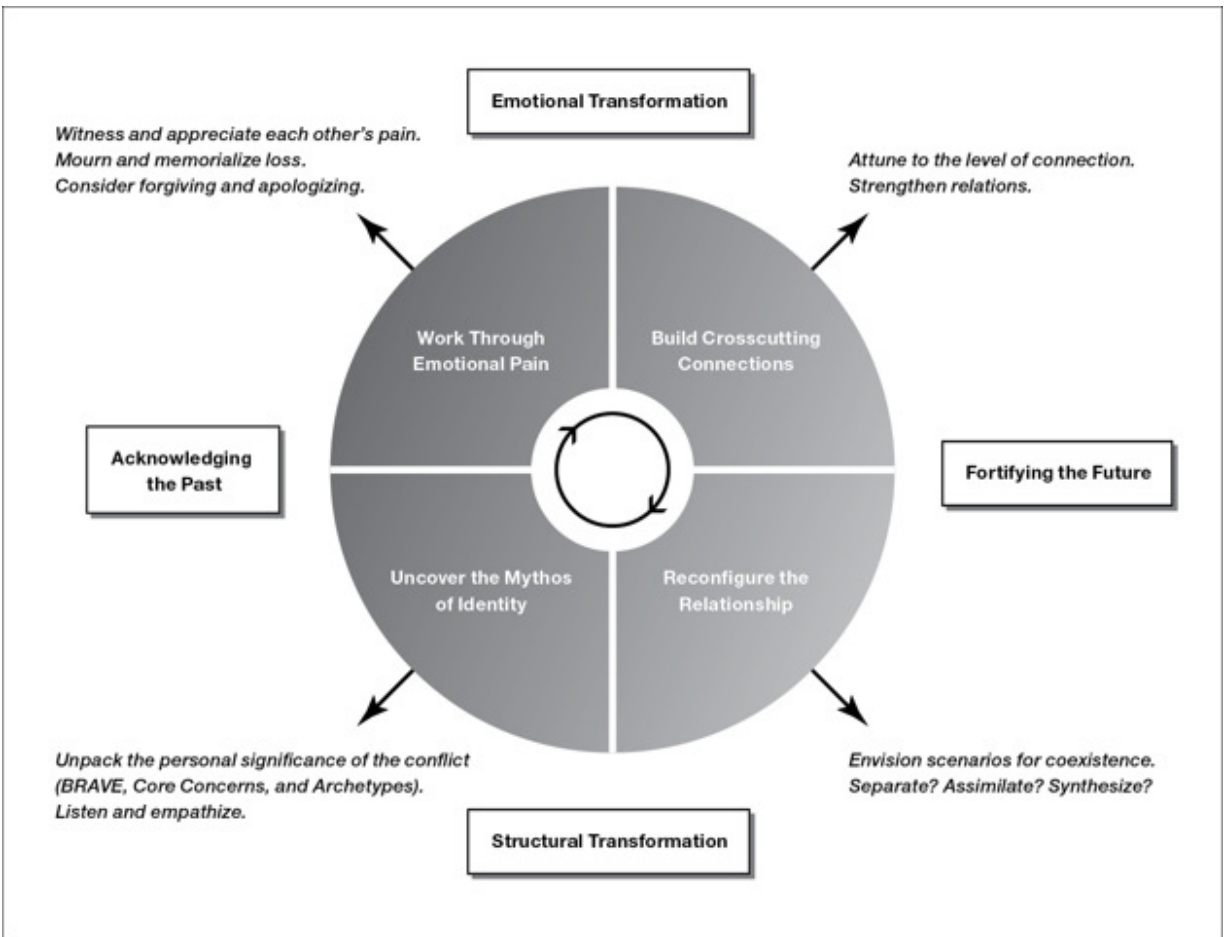 Emotional Transformation
Witness and appreciate each other's pain.
Mourn and memorialize loss.
Consider forgiving and apologizing.
Attune to the level of connection.
Strengthen relations.
Work Through
Emotional Pain
Build Crosscutting
Connections
Acknowledging
the Past
Fortifying the Future
Uncover the Mythos
of Identity
Reconfigure the
Relationship
Unpack the personal significance of the conflict
(BRAVE, Core Concerns, and Archetypes).
Listen and empathize.
Envision scenarios for coexistence.
Separate? Assimilate? Synthesize?
Structural Transformation